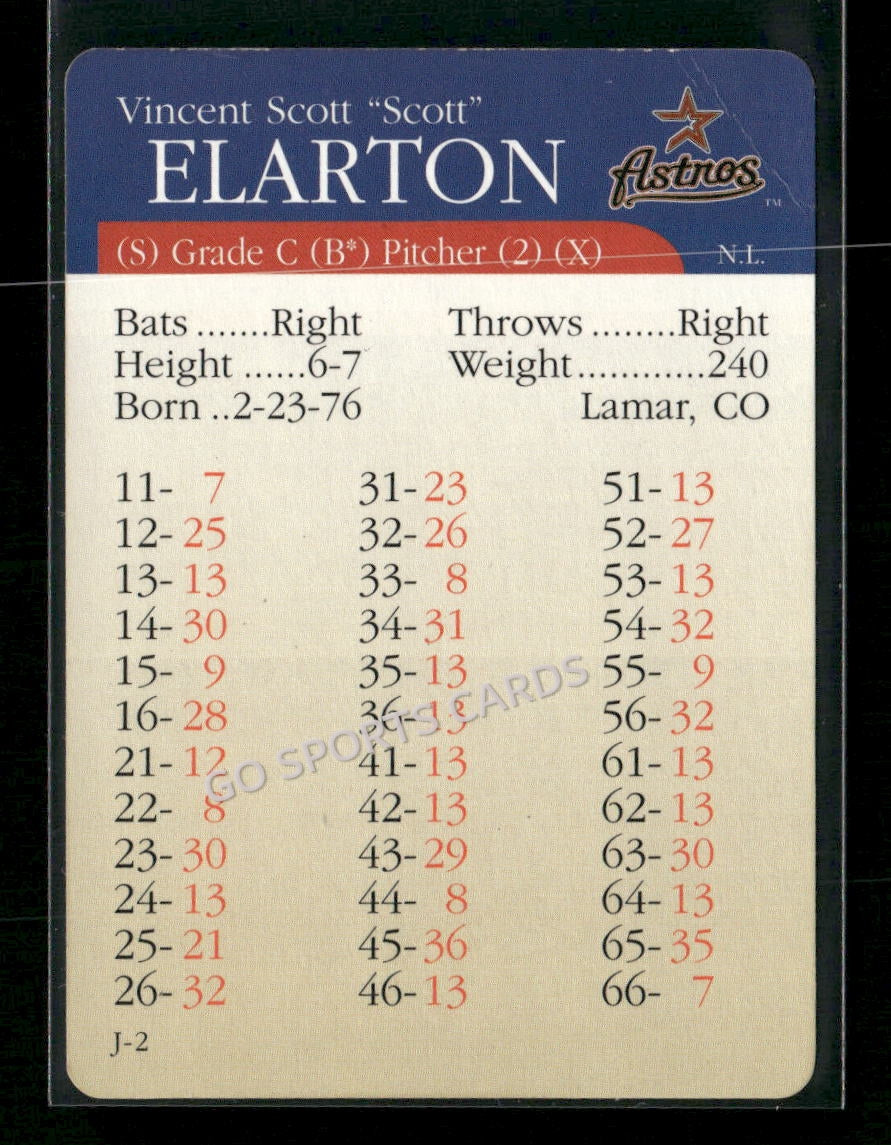 Vincent Scott “Scott”
ELARTON
Astros
TM
(S) Grade C (B*) Pitcher (2) (X)
N.L.
Bats .......Right Throws ........Right
Height ......6-7 Weight............240
Born ..2-23-76 Lamar, CO
11- 7 31-23 51-13
12-25 32-26 52-27
13-13 33- 8 53-13
14-30 34-31 54-32
15- 9 35-13 55- 9
16-28 36-13 56-32
21-12 41-13 61-13
22- 8 42-13 62-13
23-30 43-29 63-30
24-13 44- 8 64-13
25-21 45-36 65-35
26-32 46-13 66- 7
J-2
GO SPORTS CARDS